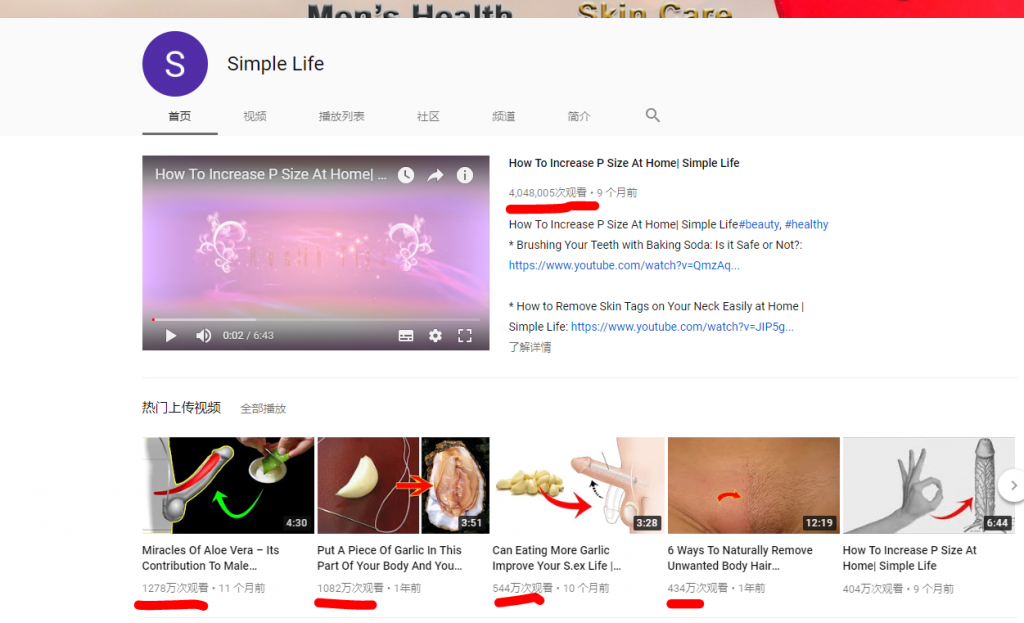 Men's Health
Skin Care
S
Simple Life
首页
视频
播放列表
社区
频道
简介
How To Increase P Size At Home| ...
0:02 / 6:43
How To Increase P Size At Home| Simple Life
4,048,005次观看 • 9 个月前
How To Increase P Size At Home| Simple Life#beauty, #healthy
* Brushing Your Teeth with Baking Soda: Is it Safe or Not?:
https://www.youtube.com/watch?v=QmzAq...
* How to Remove Skin Tags on Your Neck Easily at Home |
Simple Life: https://www.youtube.com/watch?v=JIP5g...
了解详情
热门上传视频
全部播放
4:30
3:51
3:28
12:19
6:44
Miracles Of Aloe Vera – Its
Contribution To Male...
1278万次观看 • 11 个月前
Put A Piece Of Garlic In This
Part Of Your Body And You...
1082万次观看 • 1年前
Can Eating More Garlic
Improve Your S.ex Life |...
544万次观看 • 10 个月前
6 Ways To Naturally Remove
Unwanted Body Hair...
434万次观看 • 1年前
How To Increase P Size At
Home| Simple Life
404万次观看 • 9 个月前